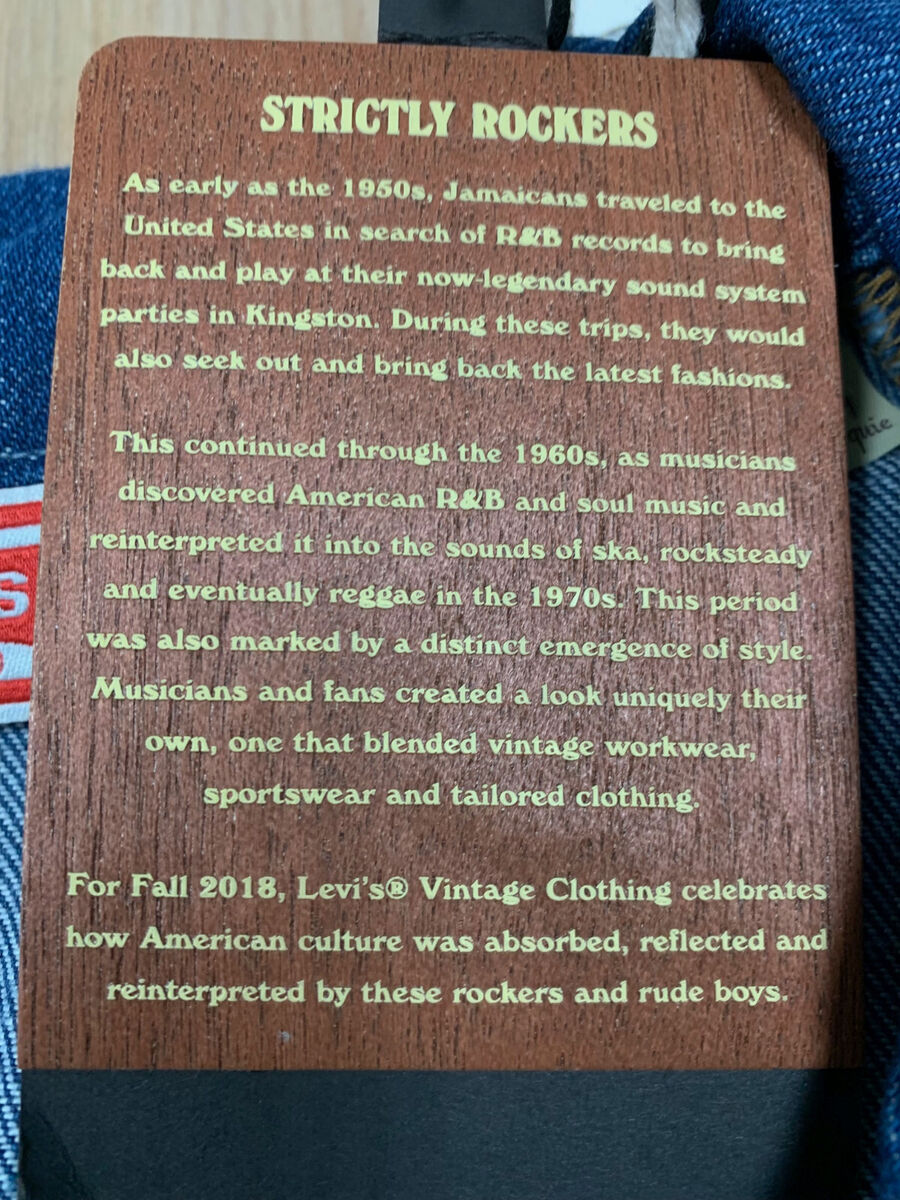 STRICTLY ROCKERS
As early as the 1950s, Jamaicans traveled to the
United States in search of R&B records to bring
back and play at their now-legendary sound system
parties in Kingston. During these trips, they would
also seek out and bring back the latest fashions.
This continued through the 1960s, as musicians
discovered American R&B and soul music and
reinterpreted it into the sounds of ska, rocksteady
and eventually reggae in the 1970s. This period
was also marked by a distinct emergence of style.
Musicians and fans created a look uniquely their
own, one that blended vintage workwear,
sportswear and tailored clothing.
For Fall 2018, Levi's® Vintage Clothing celebrates
how American culture was absorbed, reflected and
reinterpreted by these rockers and rude boys.
S